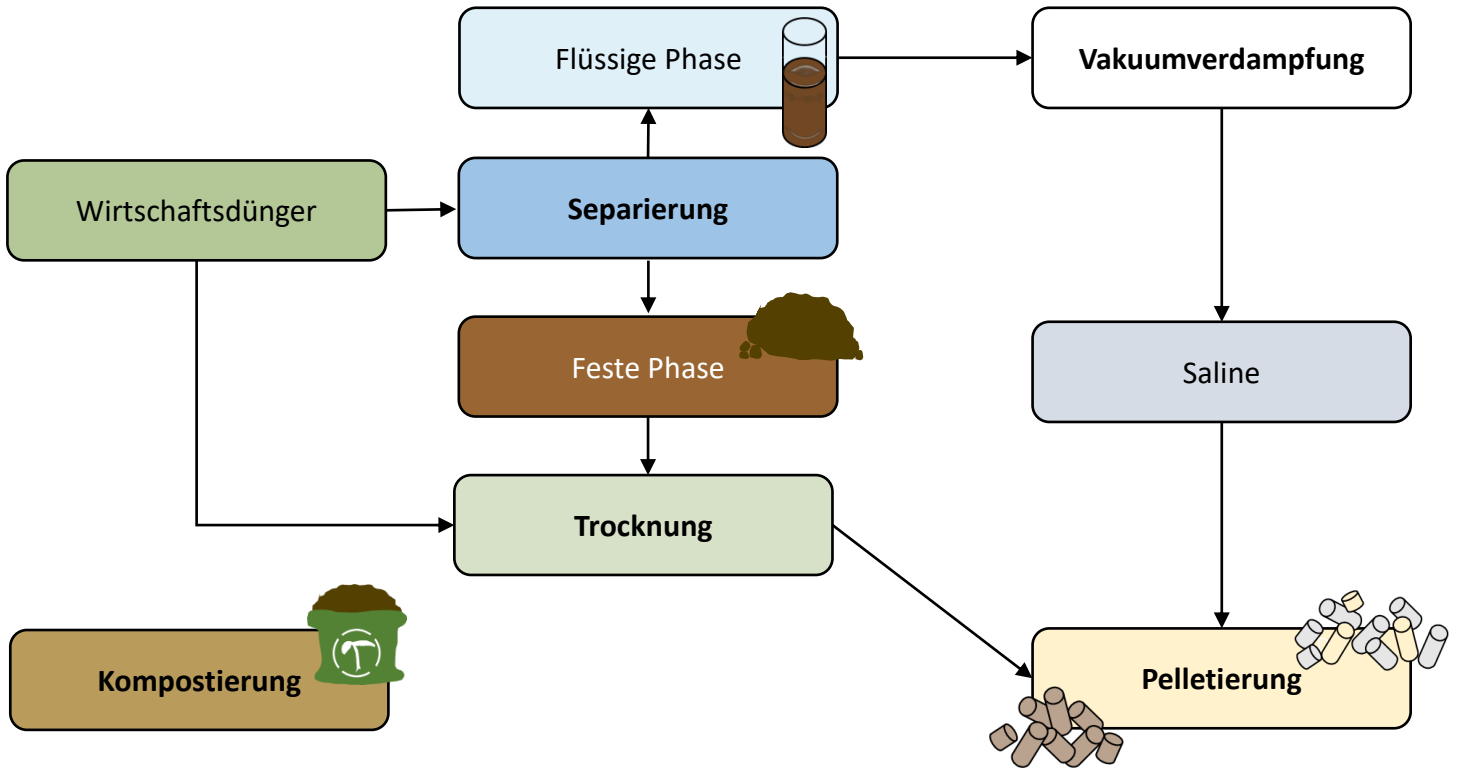 Flüssige Phase
Vakuumverdampfung
Wirtschaftsdünger
Separierung
Feste Phase
Saline
Trocknung
Kompostierung
Pelletierung